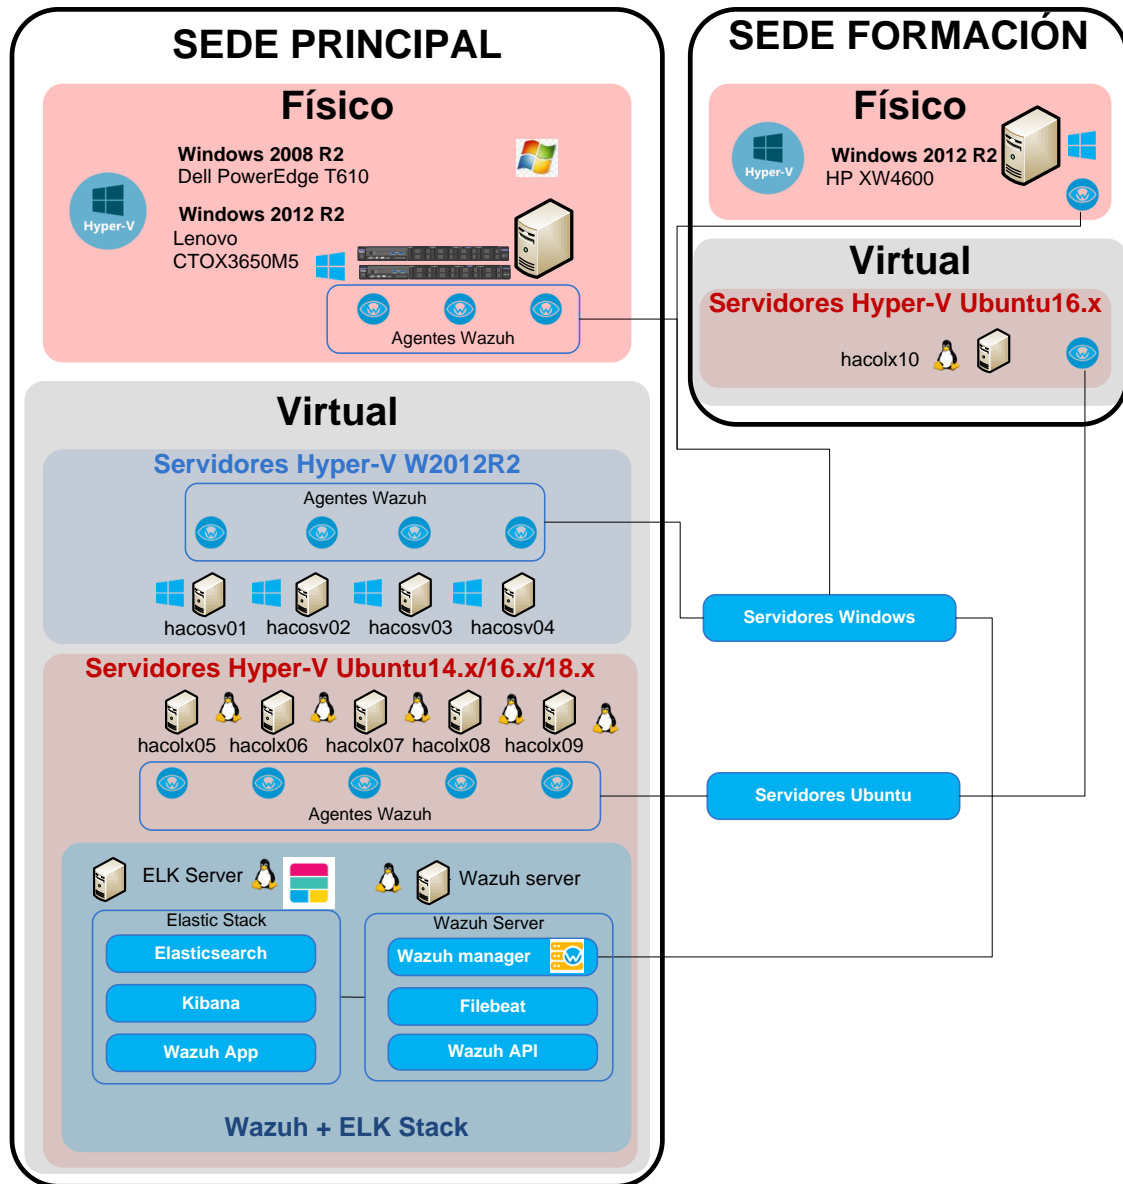 SEDE PRINCIPAL
Físico
Hyper-V
Windows 2008 R2
Dell PowerEdge T610
Windows 2012 R2
Lenovo
CTOX3650M5
Agentes Wazuh
Virtual
Servidores Hyper-V W2012R2
Agentes Wazuh
hacosv01
hacosv02
hacosv03
hacosv04
Servidores Hyper-V Ubuntu14.x/16.x/18.x
hacolx05
hacolx06
hacolx07
hacolx08
hacolx09
Agentes Wazuh
ELK Server
Wazuh server
Elastic Stack
Elasticsearch
Kibana
Wazuh App
Wazuh Server
Wazuh manager
Filebeat
Wazuh API
Wazuh + ELK Stack
SEDE FORMACIÓN
Físico
Hyper-V
Windows 2012 R2
HP XW4600
Virtual
Servidores Hyper-V Ubuntu16.x
hacolx10
Servidores Windows
Servidores Ubuntu